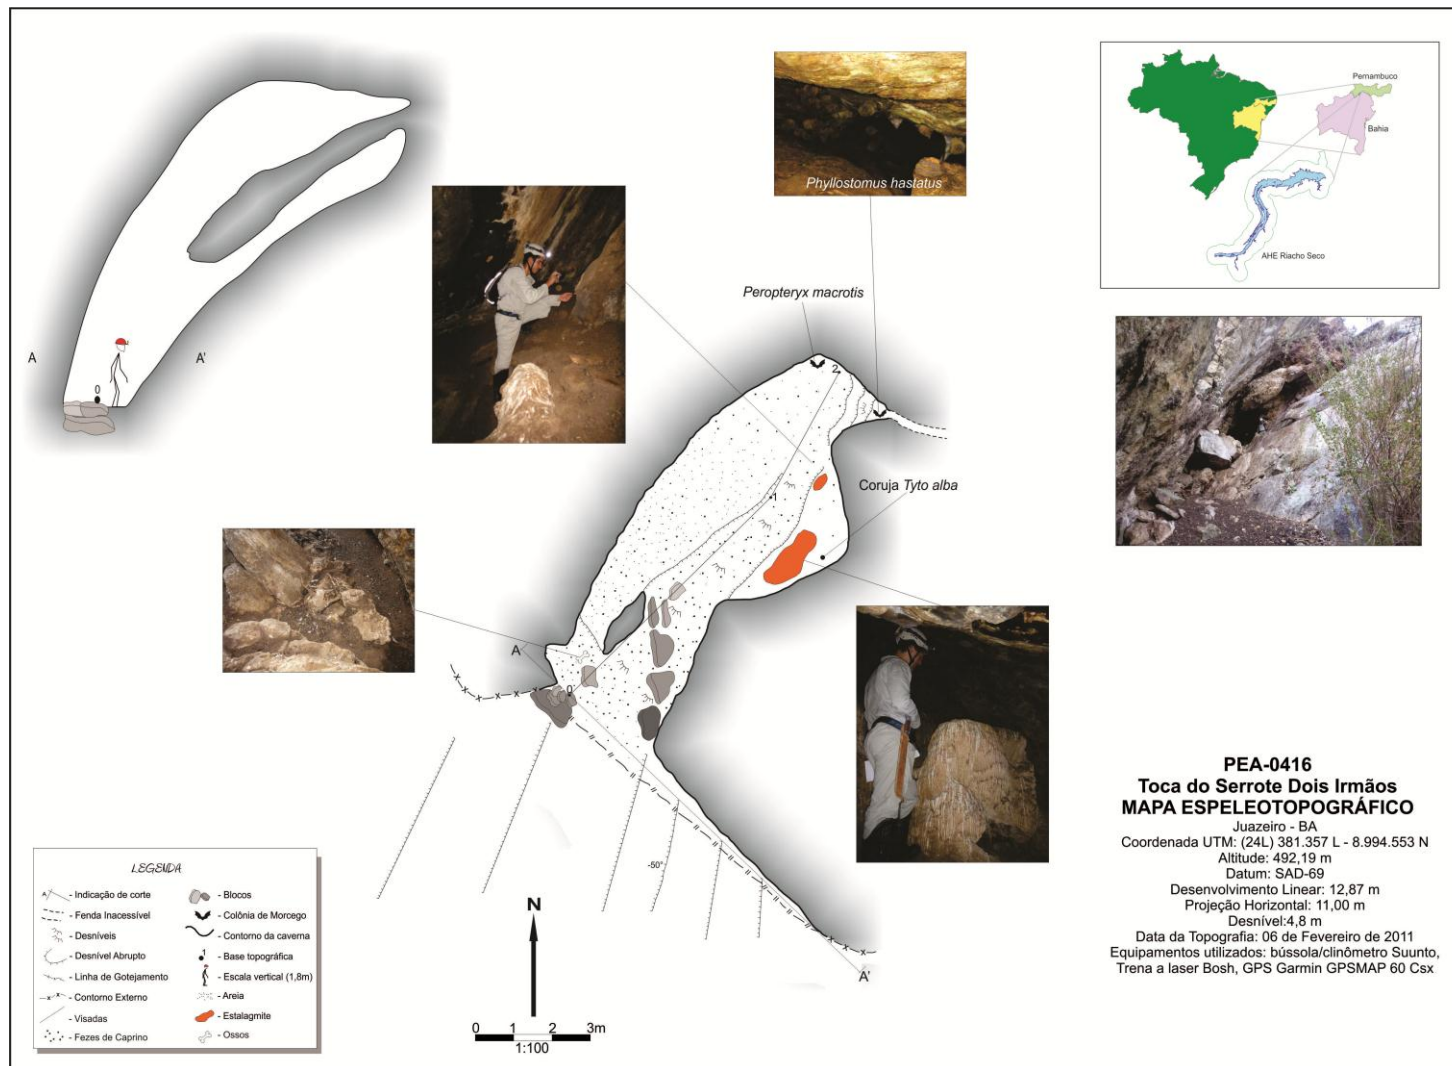 Phyllostomus hastatus
Peropteryx macrotis
2
1
Coruja Tyto alba
A
0
A'
-50°
A
A'
0
Pernambuco
Bahia
AHE Riacho Seco
PEA-0416
Toca do Serrote Dois Irmãos
MAPA ESPELEOTOPOGRÁFICO
Juazeiro - BA
Coordenada UTM: (24L) 381.357 L - 8.994.553 N
Altitude: 492,19 m
Datum: SAD-69
Desenvolvimento Linear: 12,87 m
Projeção Horizontal: 11,00 m
Desnível:4,8 m
Data da Topografia: 06 de Fevereiro de 2011
Equipamentos utilizados: bússola/clinômetro Suunto,
Trena a laser Bosh, GPS Garmin GPSMAP 60 Csx
LEGENDA
A - Indicação de corte
- Fenda Inacessível
- Desníveis
- Desnível Abrupto
- Linha de Gotejamento
- Contorno Externo
- Visadas
- Fezes de Caprino
- Blocos
- Colônia de Morcego
- Contorno da caverna
1 - Base topográfica
- Escala vertical (1,8m)
- Areia
- Estalagmite
- Ossos
N
0 1 2 3m
1:100